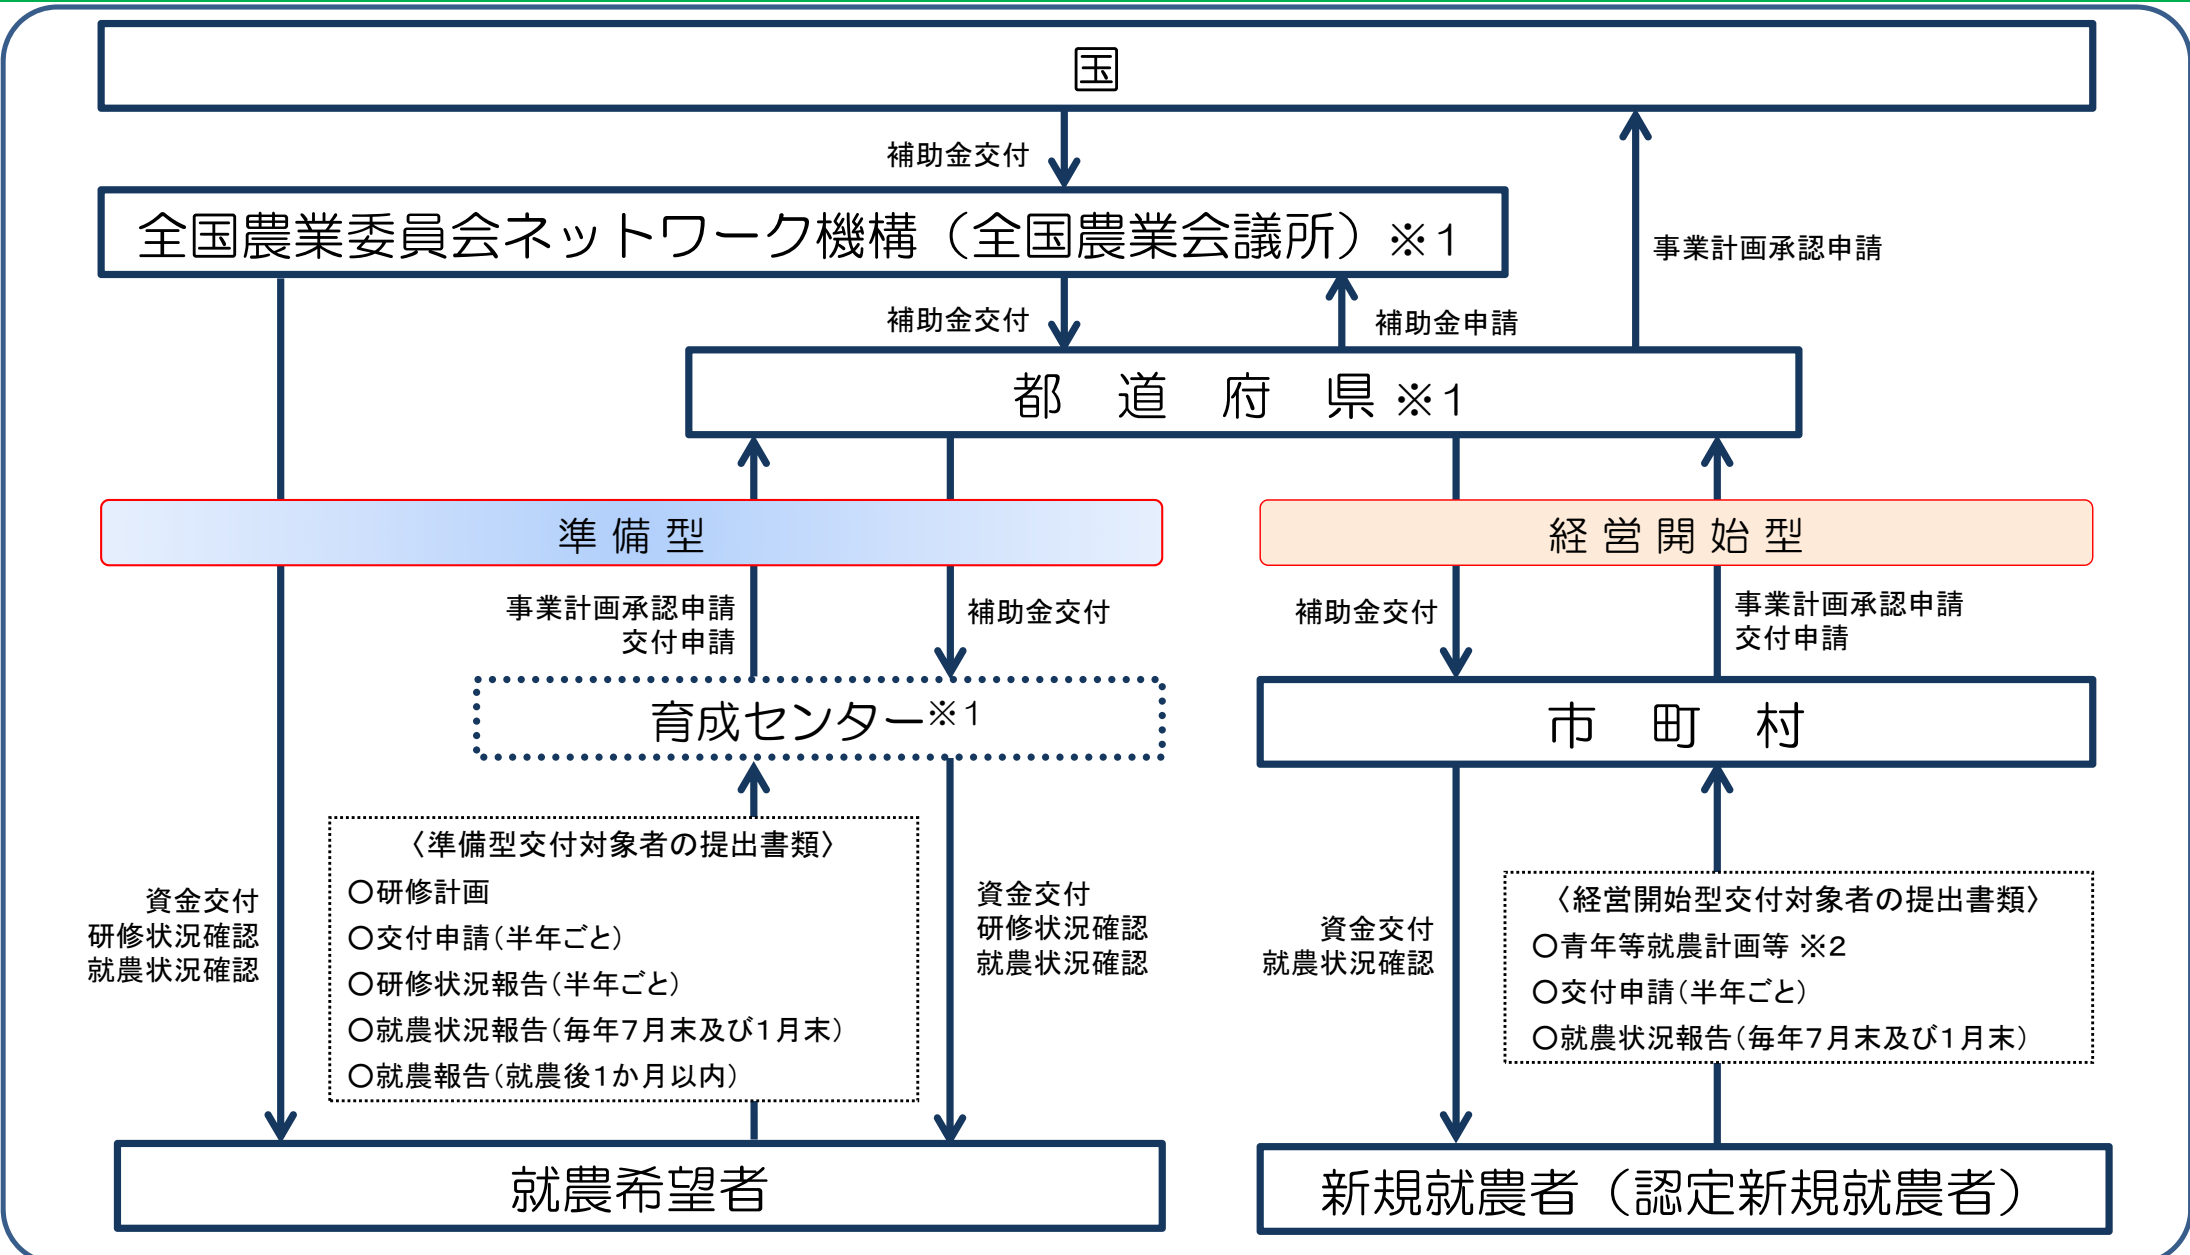 国
補助金交付
全国農業委員会ネットワーク機構（全国農業会議所）※1
事業計画承認申請
補助金交付
補助金申請
都　道　府　県※1
準備型
経営開始型
事業計画承認申請
交付申請
補助金交付
補助金交付
事業計画承認申請
交付申請
育成センター※1
市　町　村
〈準備型交付対象者の提出書類〉
○研修計画
○交付申請（半年ごと）
○研修状況報告（半年ごと）
○就農状況報告（毎年７月末及び１月末）
○就農報告（就農後１か月以内）
資金交付
研修状況確認
就農状況確認
資金交付
研修状況確認
就農状況確認
資金交付
就農状況確認
〈経営開始型交付対象者の提出書類〉
○青年等就農計画等 ※2
○交付申請（半年ごと）
○就農状況報告（毎年７月末及び１月末）
就農希望者
新規就農者（認定新規就農者）